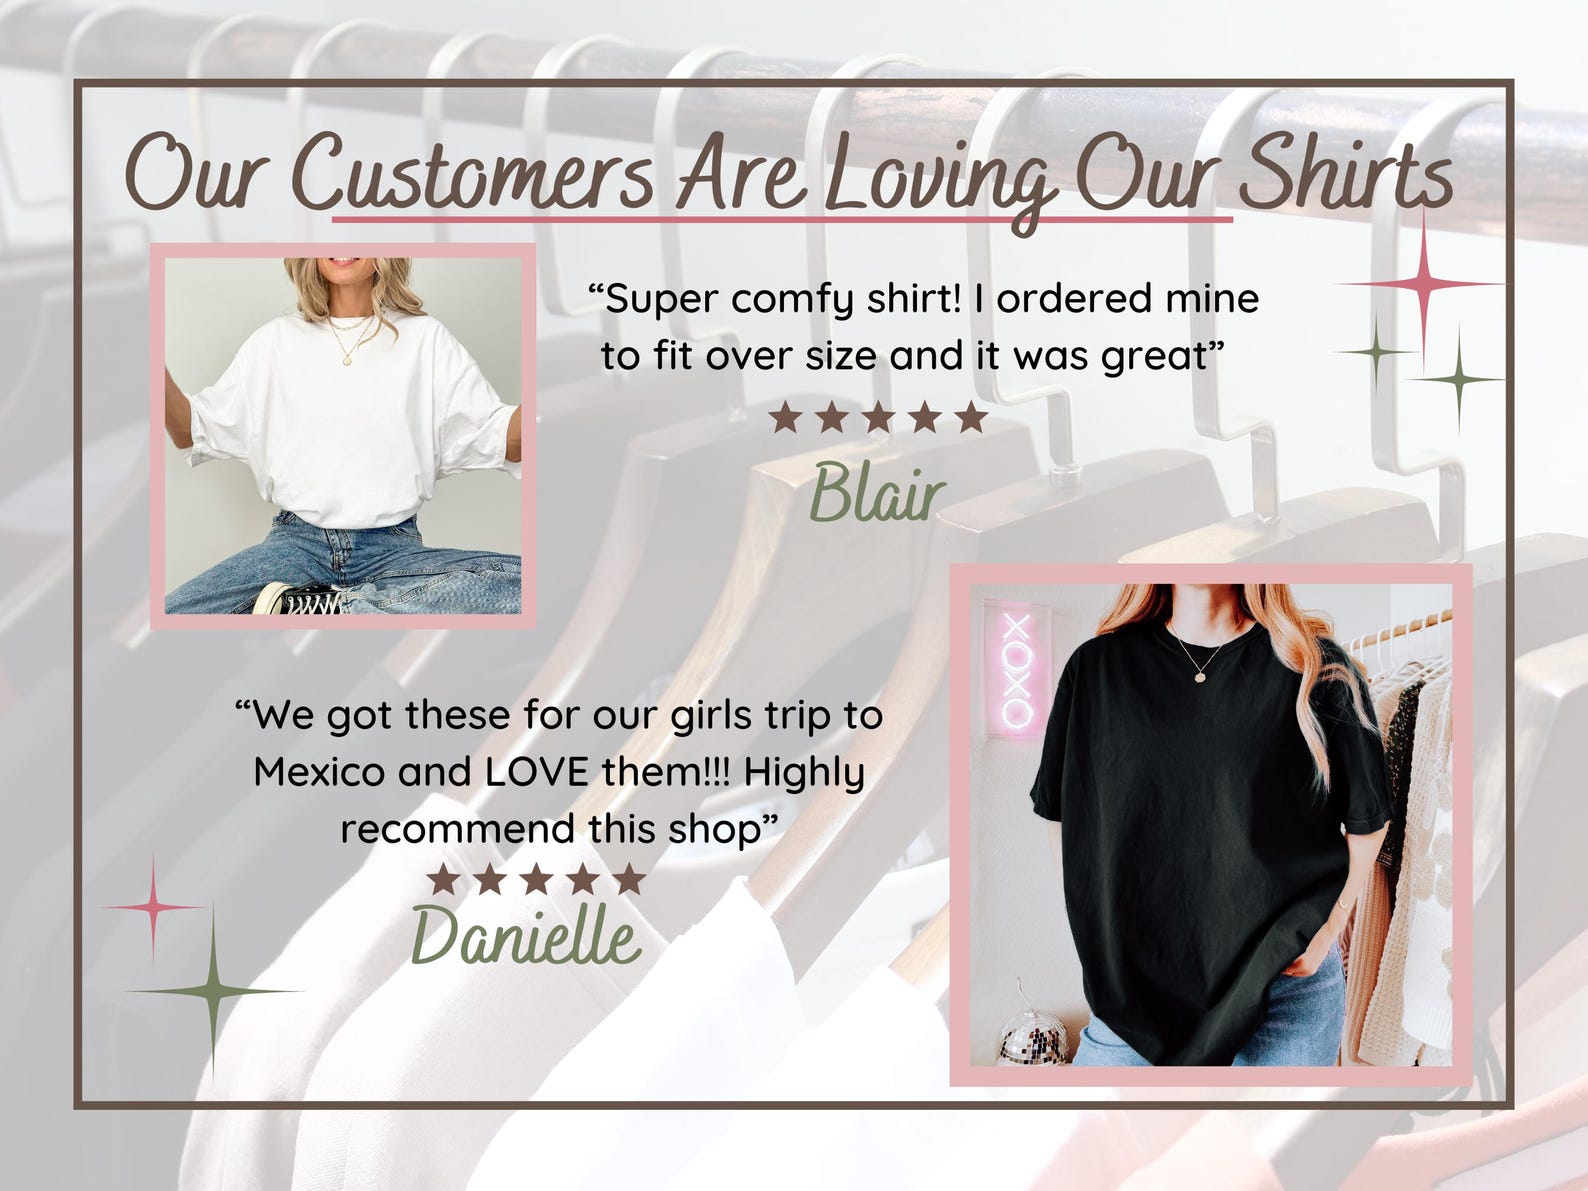 Our Customers Are Loving Our Shirts
“Super comfy shirt! I ordered mine
to fit over size and it was great”
Blair
XOXO
“We got these for our girls trip to
Mexico and LOVE them!!! Highly
recommend this shop”
Danielle